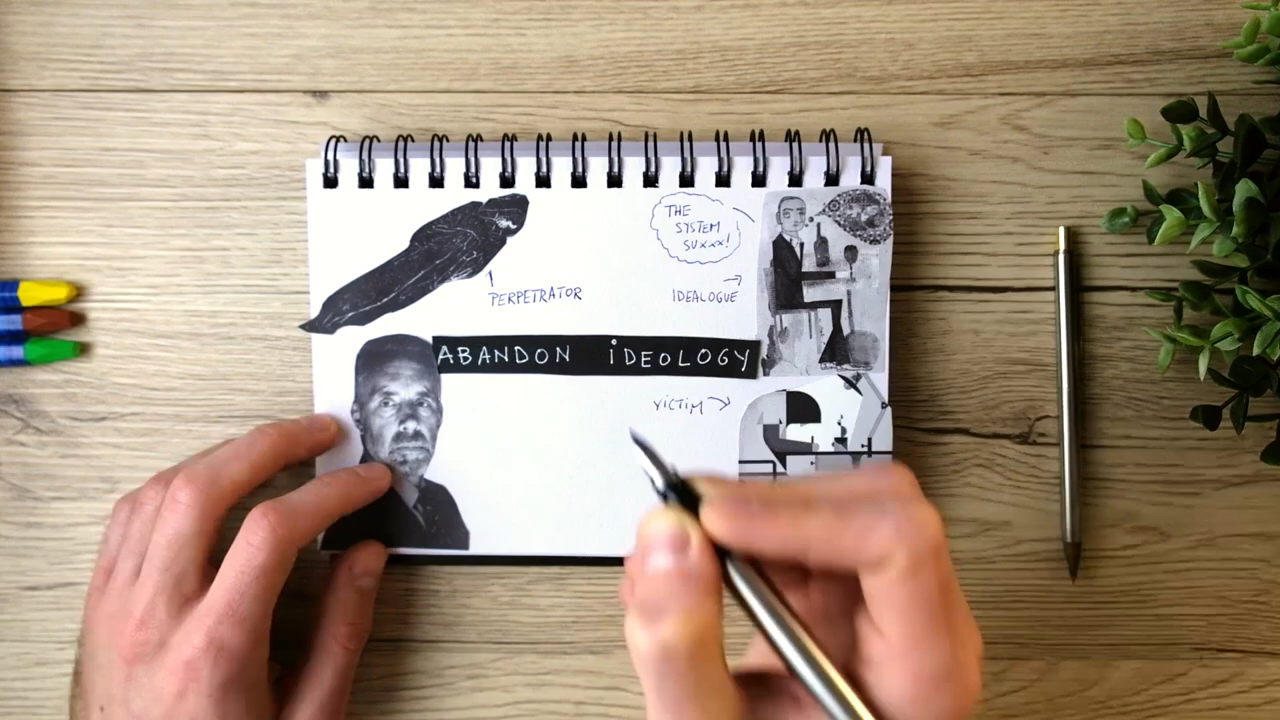 THE
SYSTEM
SUXXX!
PERPETRATOR
IDEALOGUE
ABANDON iDEOLOGY
ViCTiM